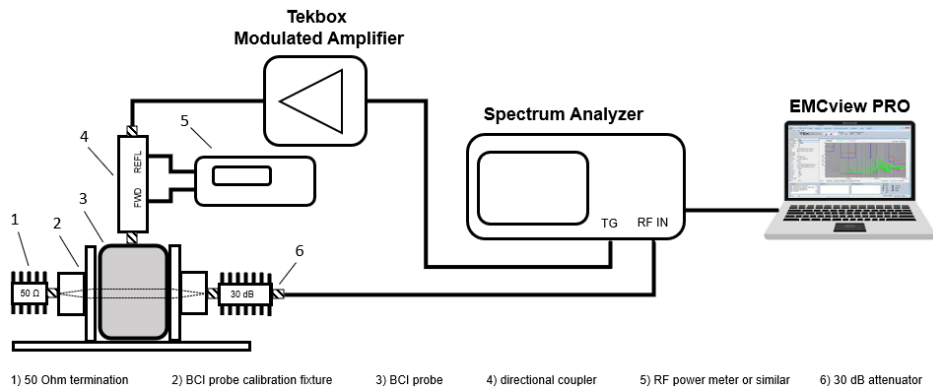 Tekbox
Modulated Amplifier
Spectrum Analyzer
EMCview PRO
4
5
REFL
FWD
3
1
2
6
TG
RF IN
50 Ω
30 dB
1) 50 Ohm termination 2) BCI probe calibration fixture 3) BCI probe 4) directional coupler 5) RF power meter or similar 6) 30 dB attenuator